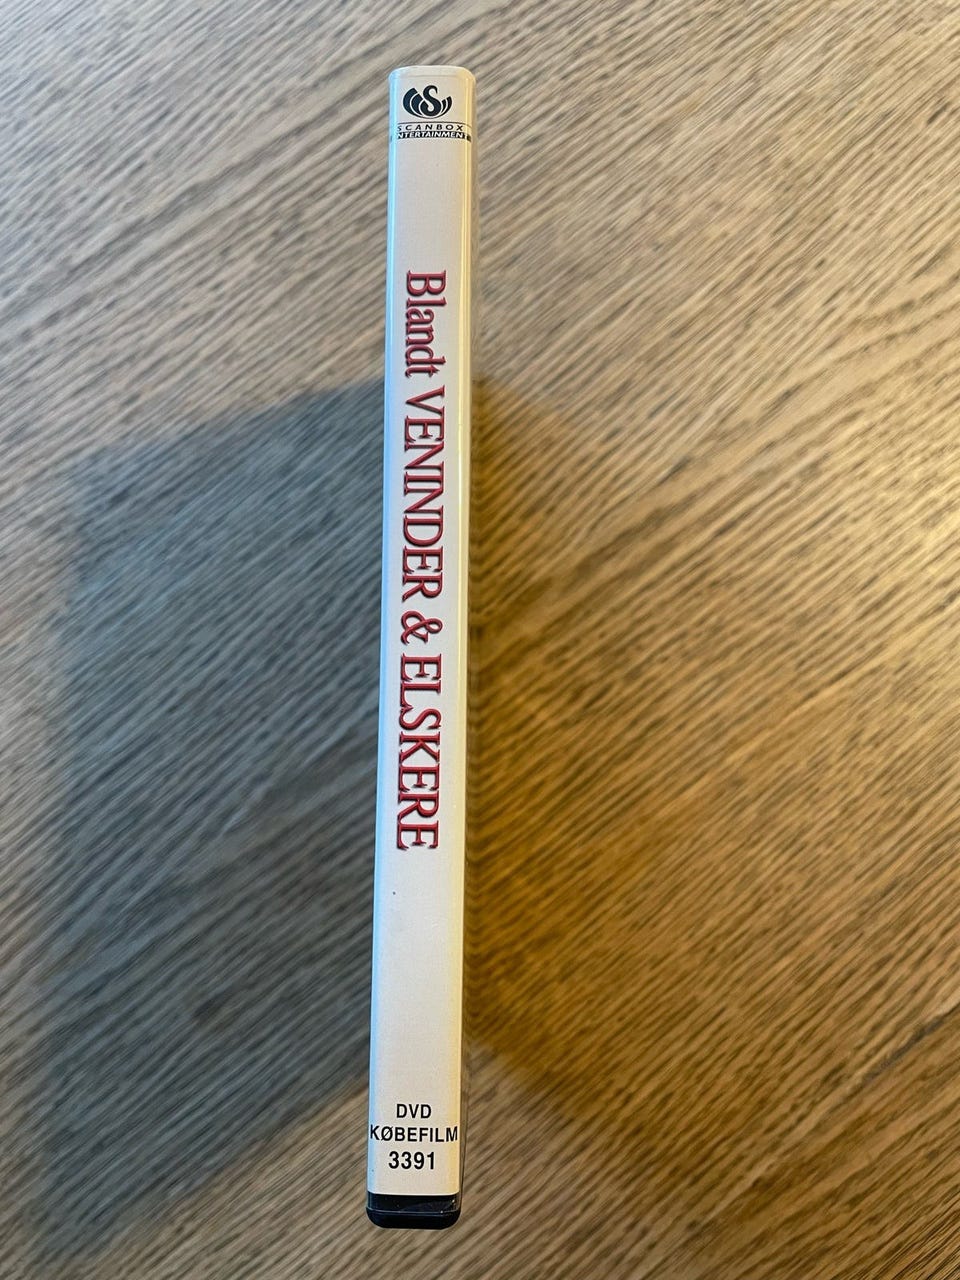 SCANBOX
ENTERTAINMENT
Blandt VENINDER & ELSKERE
DVD
KØBEFILM
3391